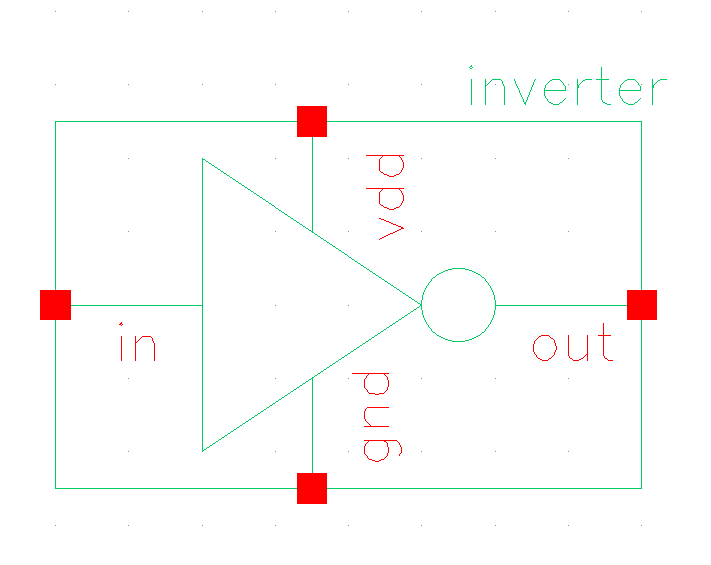 inverter
vdd
in
out
gnd